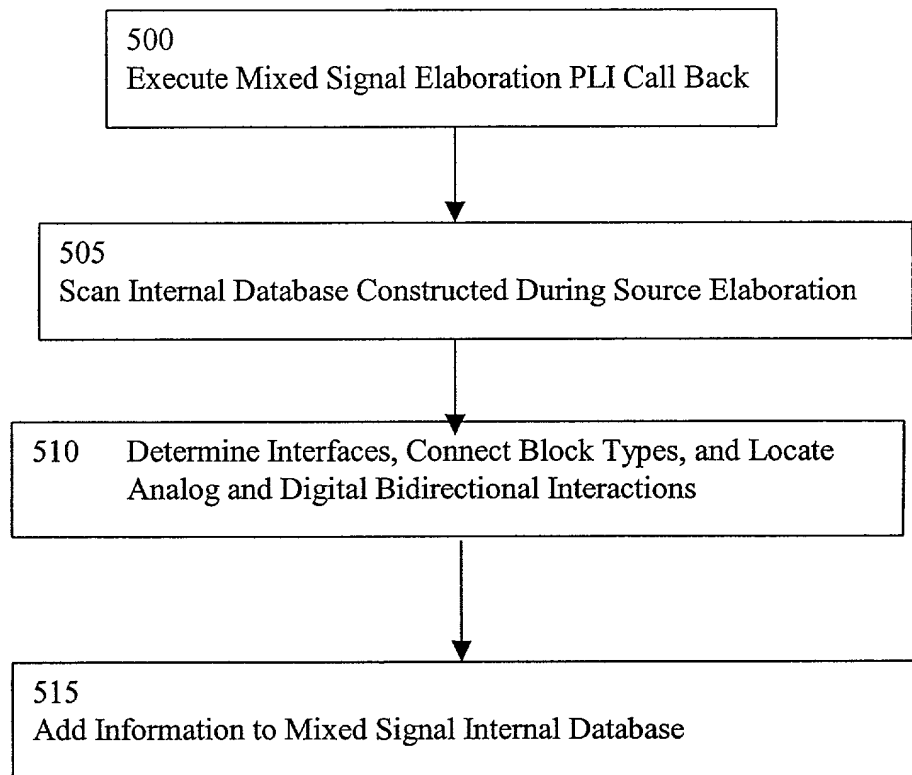 500
Execute Mixed Signal Elaboration PLI Call Back
505
Scan Internal Database Constructed During Source Elaboration
510 Determine Interfaces, Connect Block Types, and Locate
Analog and Digital Bidirectional Interactions
515
Add Information to Mixed Signal Internal Database